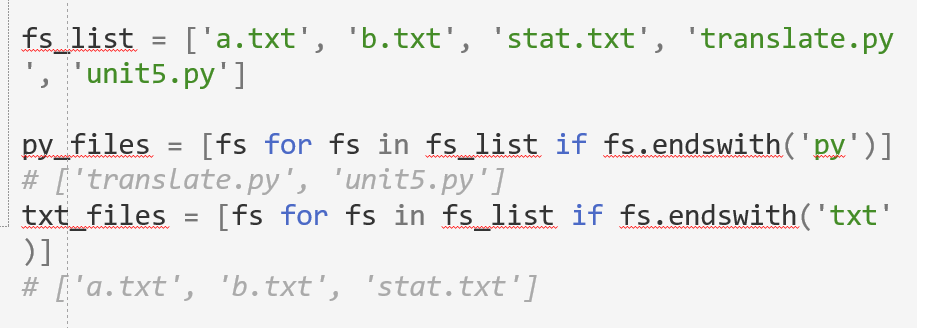 fs_list = ['a.txt', 'b.txt', 'stat.txt', 'translate.py
', 'unit5.py']
py_files = [fs for fs in fs_list if fs.endswith('py')]
# ['translate.py', 'unit5.py']
txt_files = [fs for fs in fs_list if fs.endswith('txt'
)]
# ['a.txt', 'b.txt', 'stat.txt']